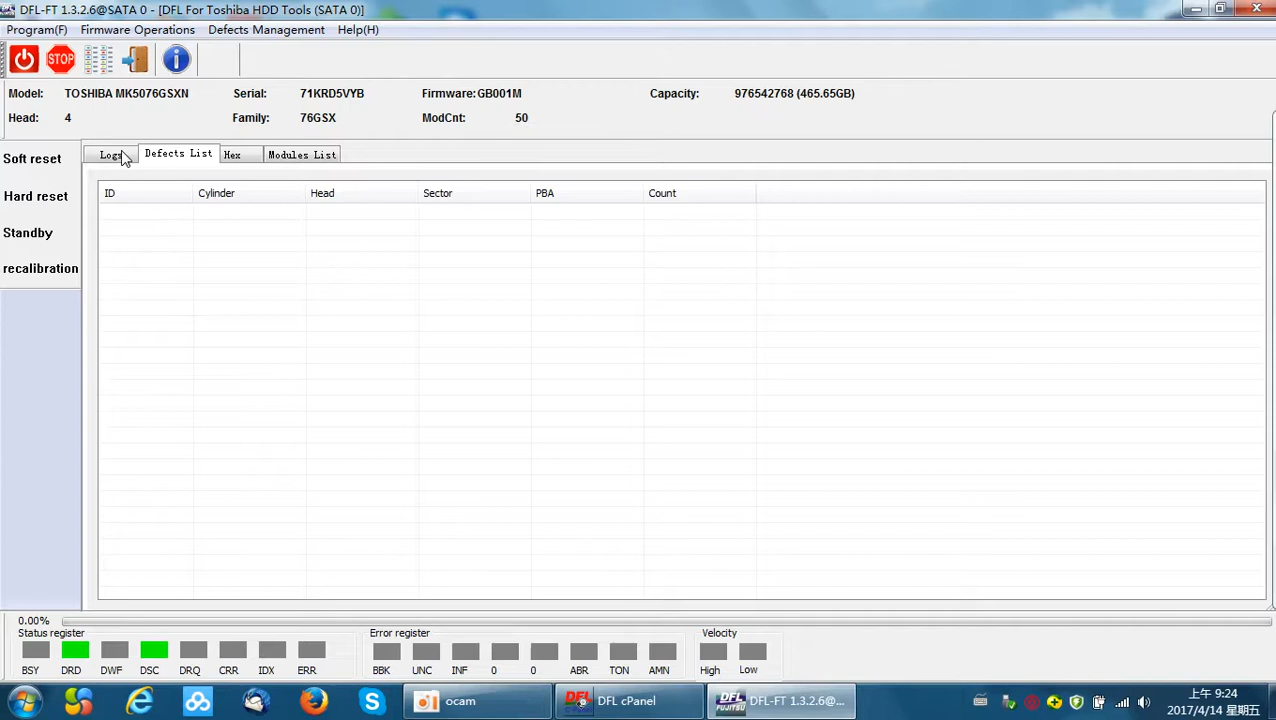 DFL-FT 1.3.2.6@SATA 0 - [DFL For Toshiba HDD Tools (SATA 0)]
Program(F) Firmware Operations Defects Management Help(H)
STOP
Model: TOSHIBA MK5076GSXN Serial: 71KRD5VYB Firmware: GB001M Capacity: 976542768 (465.65GB)
Head: 4 Family: 76GSX ModCnt: 50
Soft reset
Hard reset
Standby
recalibration
Logs Defects List Hex Modules List
ID Cylinder Head Sector PBA Count
0.00%
Status register Error register Velocity
BSY DRD DWF DSC DRQ CRR IDX ERR BBK UNC INF 0 0 ABR TON AMN High Low
ocam DFL cPanel DFL-FT 1.3.2.6@...
上午 9:24
2017/4/14 星期五